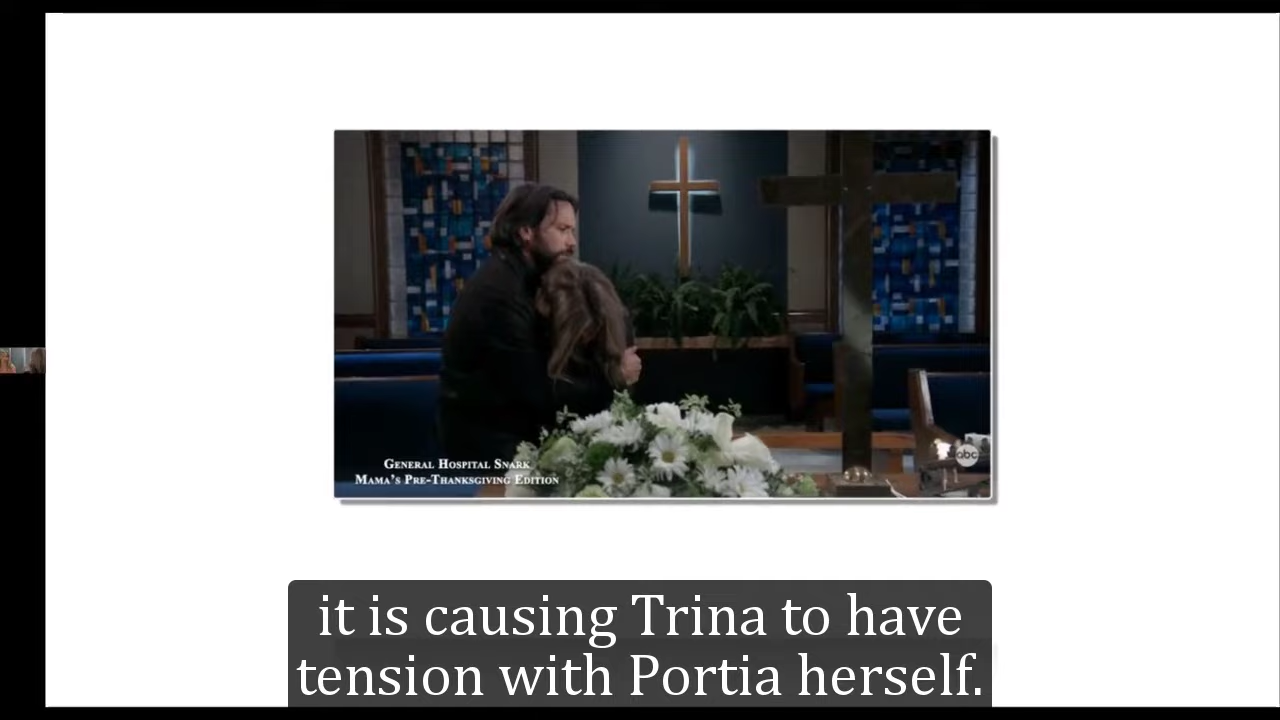 General Hospital Snark
Mama's Pre-Thanksgiving Edition
abc
it is causing Trina to have
tension with Portia herself.